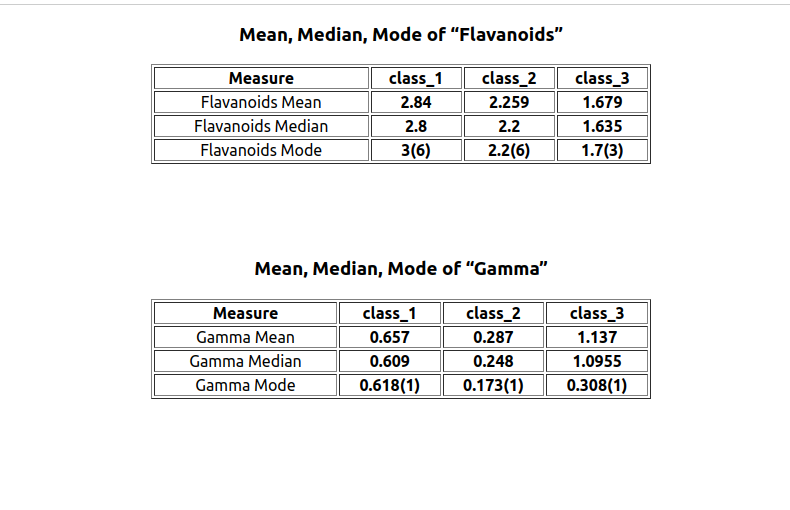 Mean, Median, Mode of “Flavanoids”
Measure class_1 class_2 class_3
Flavanoids Mean 2.84 2.259 1.679
Flavanoids Median 2.8 2.2 1.635
Flavanoids Mode 3(6) 2.2(6) 1.7(3)
Mean, Median, Mode of “Gamma”
Measure class_1 class_2 class_3
Gamma Mean 0.657 0.287 1.137
Gamma Median 0.609 0.248 1.0955
Gamma Mode 0.618(1) 0.173(1) 0.308(1)